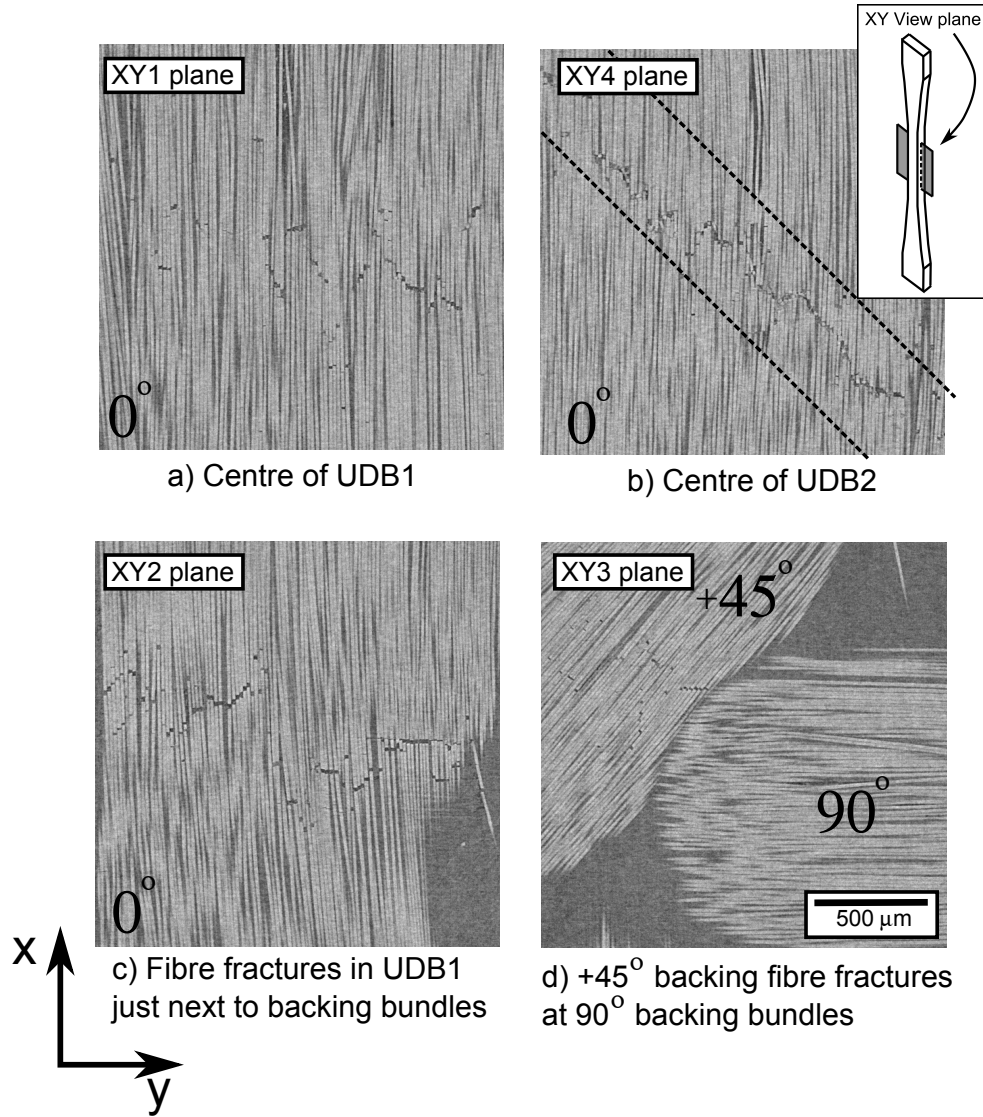 XY View plane
XY1 plane
0°
a) Centre of UDB1
XY4 plane
0°
b) Centre of UDB2
XY2 plane
0°
c) Fibre fractures in UDB1
just next to backing bundles
XY3 plane
+45°
90°
500 μm
d) +45° backing fibre fractures
at 90° backing bundles
x
y